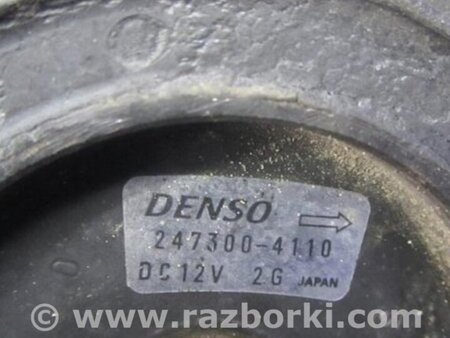 DENSO
247300-4110
DC12V 2G JAPAN
www.razborki.com